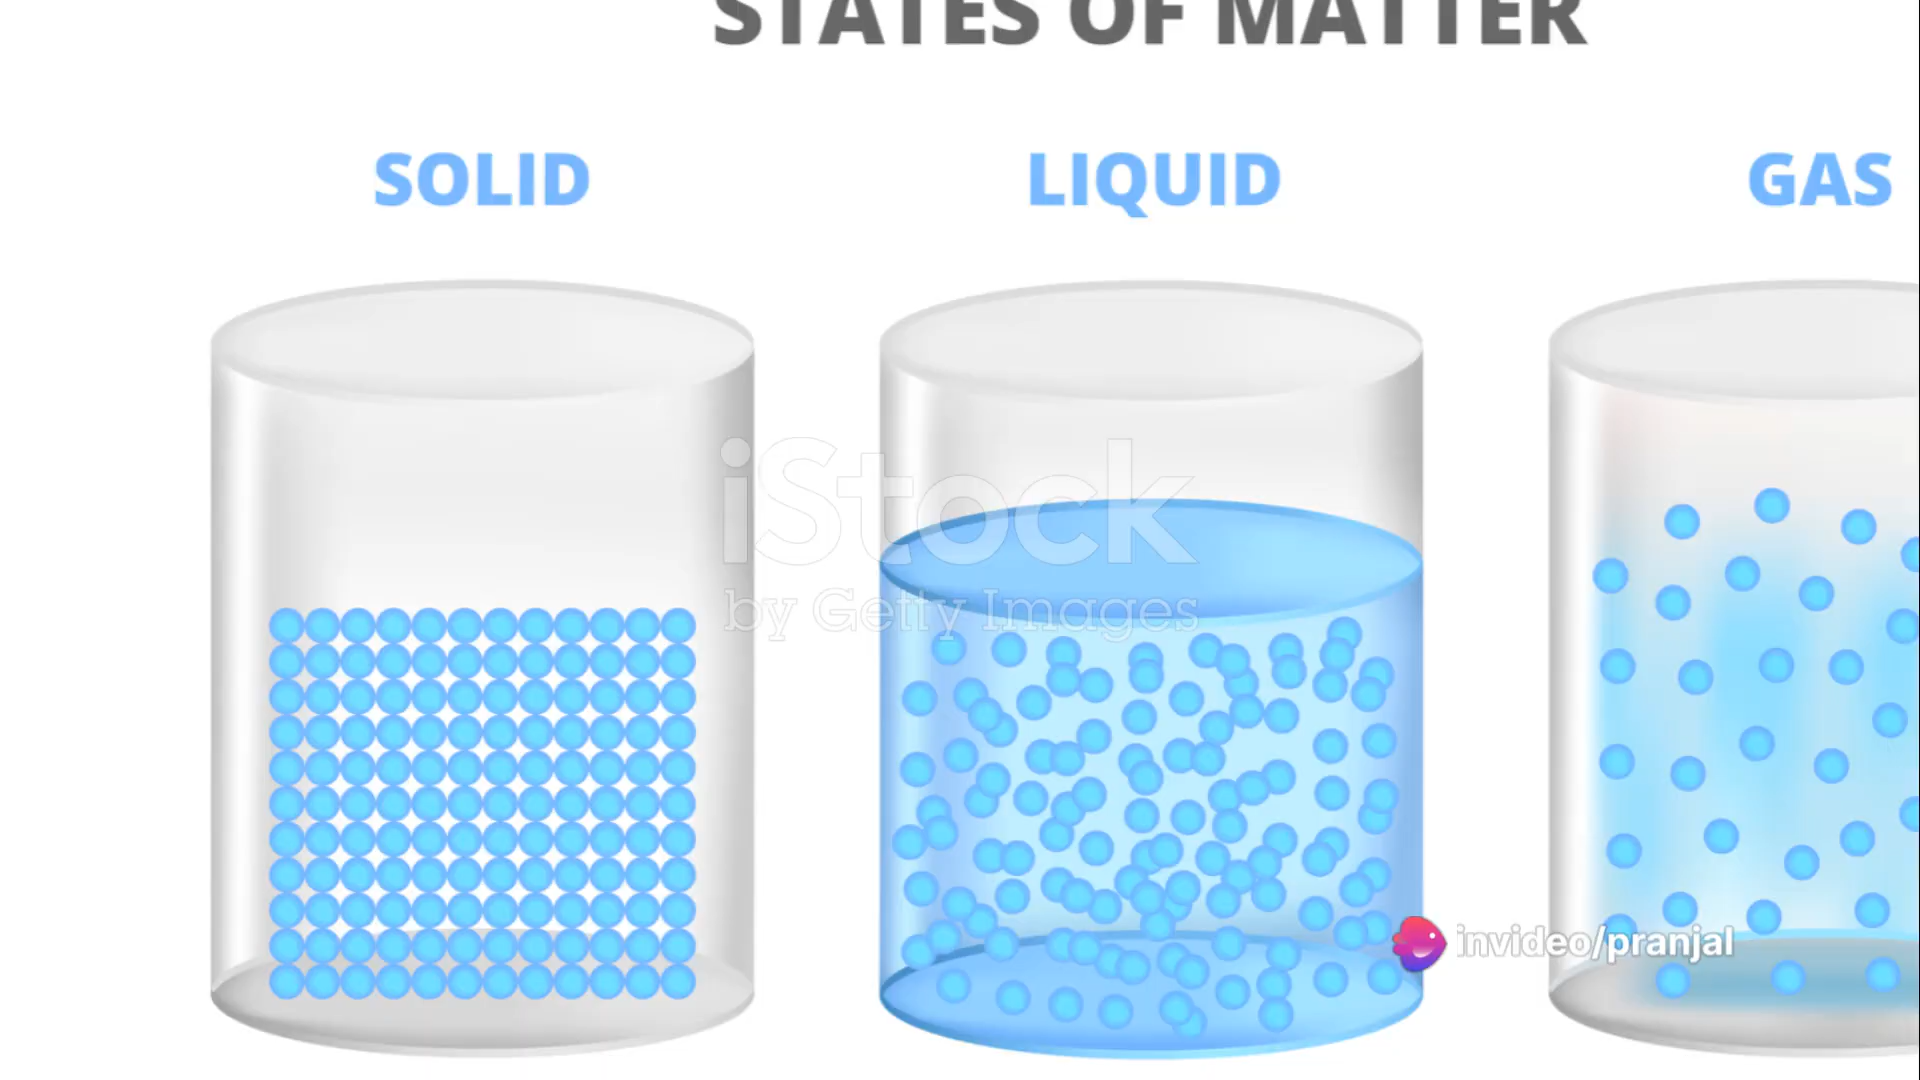 STATES OF MATTER
SOLID
LIQUID
GAS
iStock
by Getty Images
invideo/pranjal